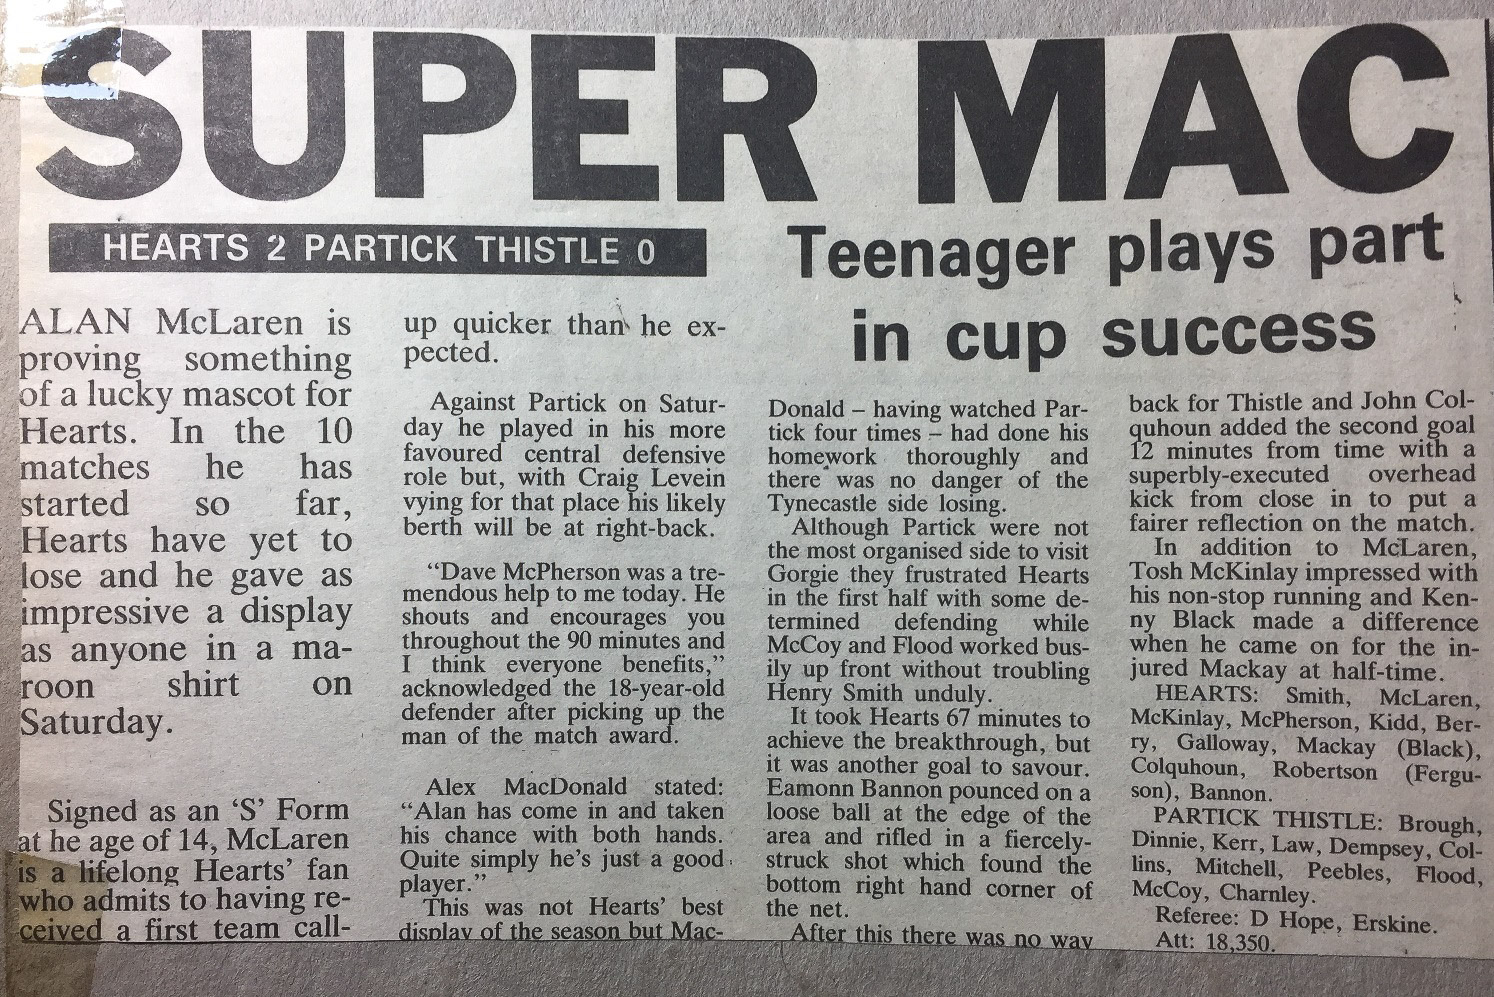 SUPER MAC
HEARTS 2 PARTICK THISTLE 0
Teenager plays part
in cup success
ALAN McLaren is
proving something
of a lucky mascot for
Hearts. In the 10
matches he has
started so far,
Hearts have yet to
lose and he gave as
impressive a display
as anyone in a ma-
roon shirt on
Saturday.
Signed as an ‘S’ Form
at he age of 14, McLaren
is a lifelong Hearts’ fan
who admits to having re-
ceived a first team call-
up quicker than he ex-
pected.
Against Partick on Satur-
day he played in his more
favoured central defensive
role but, with Craig Levein
vying for that place his likely
berth will be at right-back.
“Dave McPherson was a tre-
mendous help to me today. He
shouts and encourages you
throughout the 90 minutes and
I think everyone benefits,”
acknowledged the 18-year-old
defender after picking up the
man of the match award.
Alex MacDonald stated:
“Alan has come in and taken
his chance with both hands.
Quite simply he’s just a good
player.”
This was not Hearts’ best
display of the season but Mac-
Donald – having watched Par-
tick four times – had done his
homework thoroughly and
there was no danger of the
Tynecastle side losing.
Although Partick were not
the most organised side to visit
Gorgie they frustrated Hearts
in the first half with some de-
termined defending while
McCoy and Flood worked bus-
ily up front without troubling
Henry Smith unduly.
It took Hearts 67 minutes to
achieve the breakthrough, but
it was another goal to savour.
Eamonn Bannon pounced on a
loose ball at the edge of the
area and rifled in a fiercely-
struck shot which found the
bottom right hand corner of
the net.
After this there was no way
back for Thistle and John Col-
quhoun added the second goal
12 minutes from time with a
superbly-executed overhead
kick from close in to put a
fairer reflection on the match.
In addition to McLaren,
Tosh McKinlay impressed with
his non-stop running and Ken-
ny Black made a difference
when he came on for the in-
jured Mackay at half-time.
HEARTS: Smith, McLaren,
McKinlay, McPherson, Kidd, Ber-
ry, Galloway, Mackay (Black),
Colquhoun, Robertson (Fergu-
son), Bannon.
PARTICK THISTLE: Brough,
Dinnie, Kerr, Law, Dempsey, Col-
lins, Mitchell, Peebles, Flood,
McCoy, Charnley.
Referee: D Hope, Erskine.
Att: 18,350.